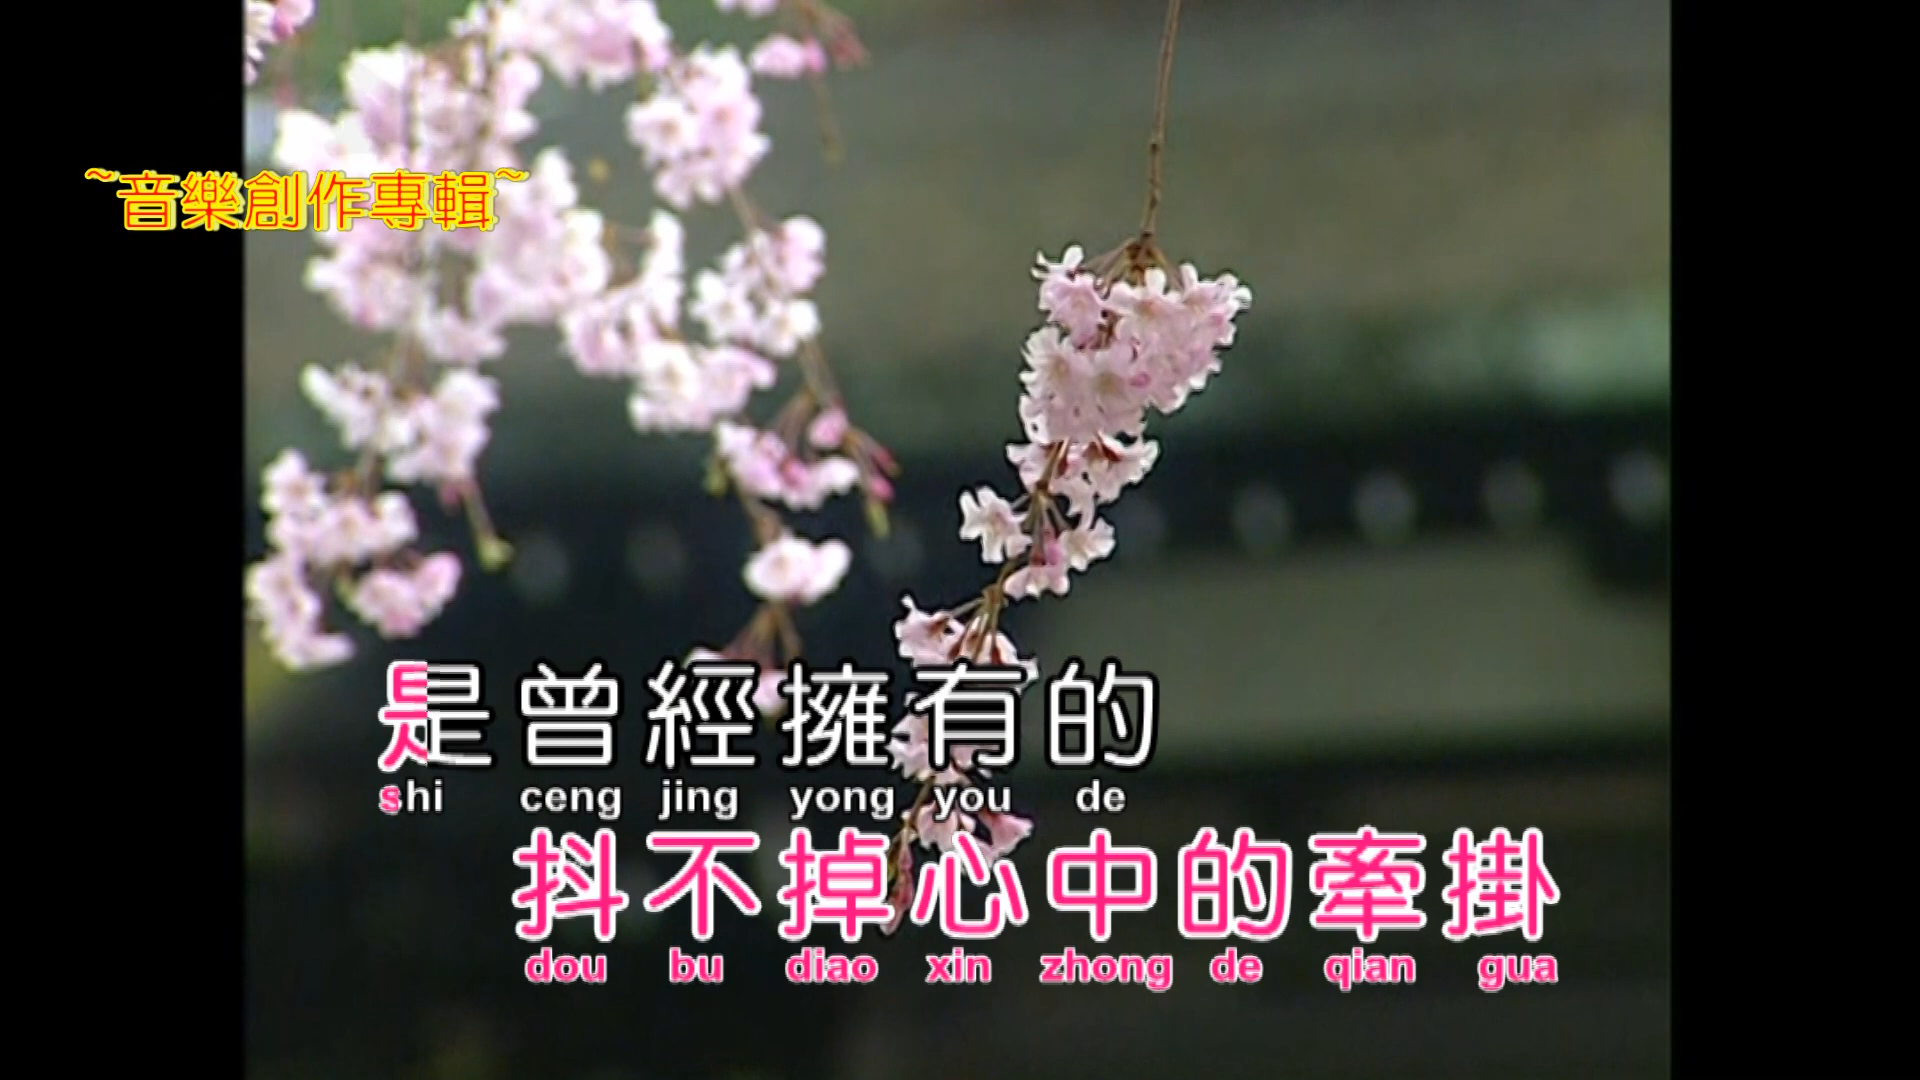 ~音樂創作專輯~
是曾經擁有的
shi ceng jing yong you de
抖不掉心中的牽掛
dou bu diao xin zhong de qian gua